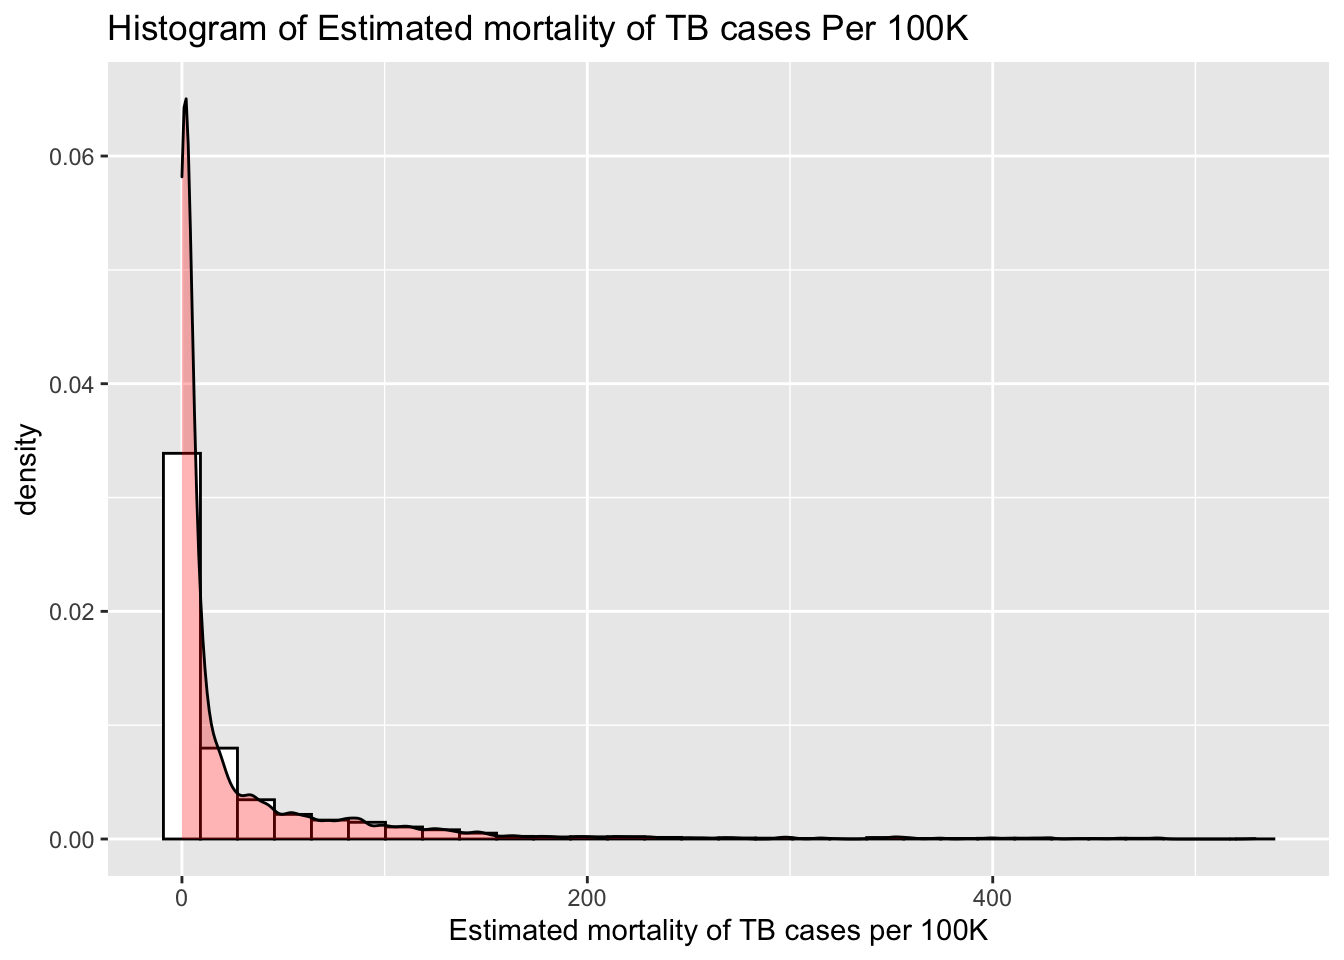 Histogram of Estimated mortality of TB cases Per 100K
0.06
0.04
0.02
0.00
density
0 200 400
Estimated mortality of TB cases per 100K